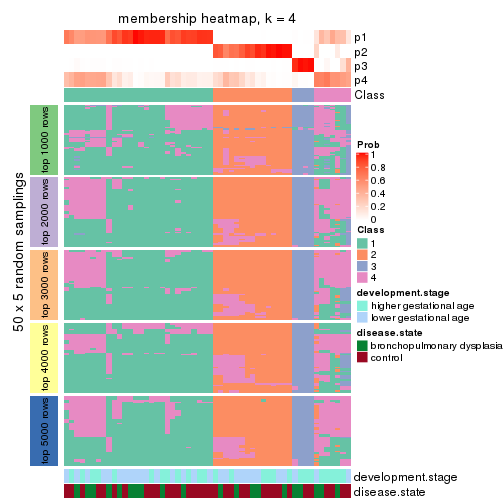 membership heatmap, k = 4
p1
p2
p3
p4
Class
50 x 5 random samplings
top 1000 rows
top 2000 rows
top 3000 rows
top 4000 rows
top 5000 rows
Prob
1
0.8
0.6
0.4
0.2
0
Class
1
2
3
4
development.stage
higher gestational age
lower gestational age
disease.state
bronchopulmonary dysplasia
control
development.stage
disease.state